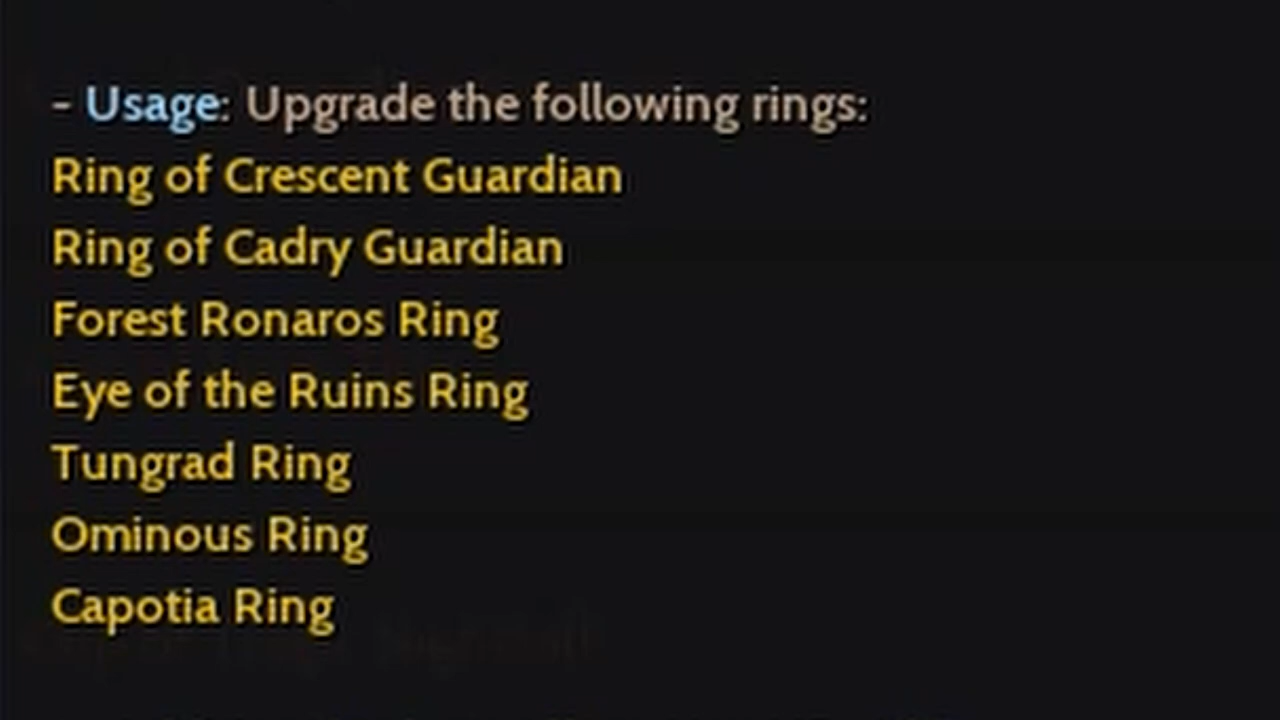 - Usage: Upgrade the following rings:
Ring of Crescent Guardian
Ring of Cadry Guardian
Forest Ronaros Ring
Eye of the Ruins Ring
Tungrad Ring
Ominous Ring
Capotia Ring